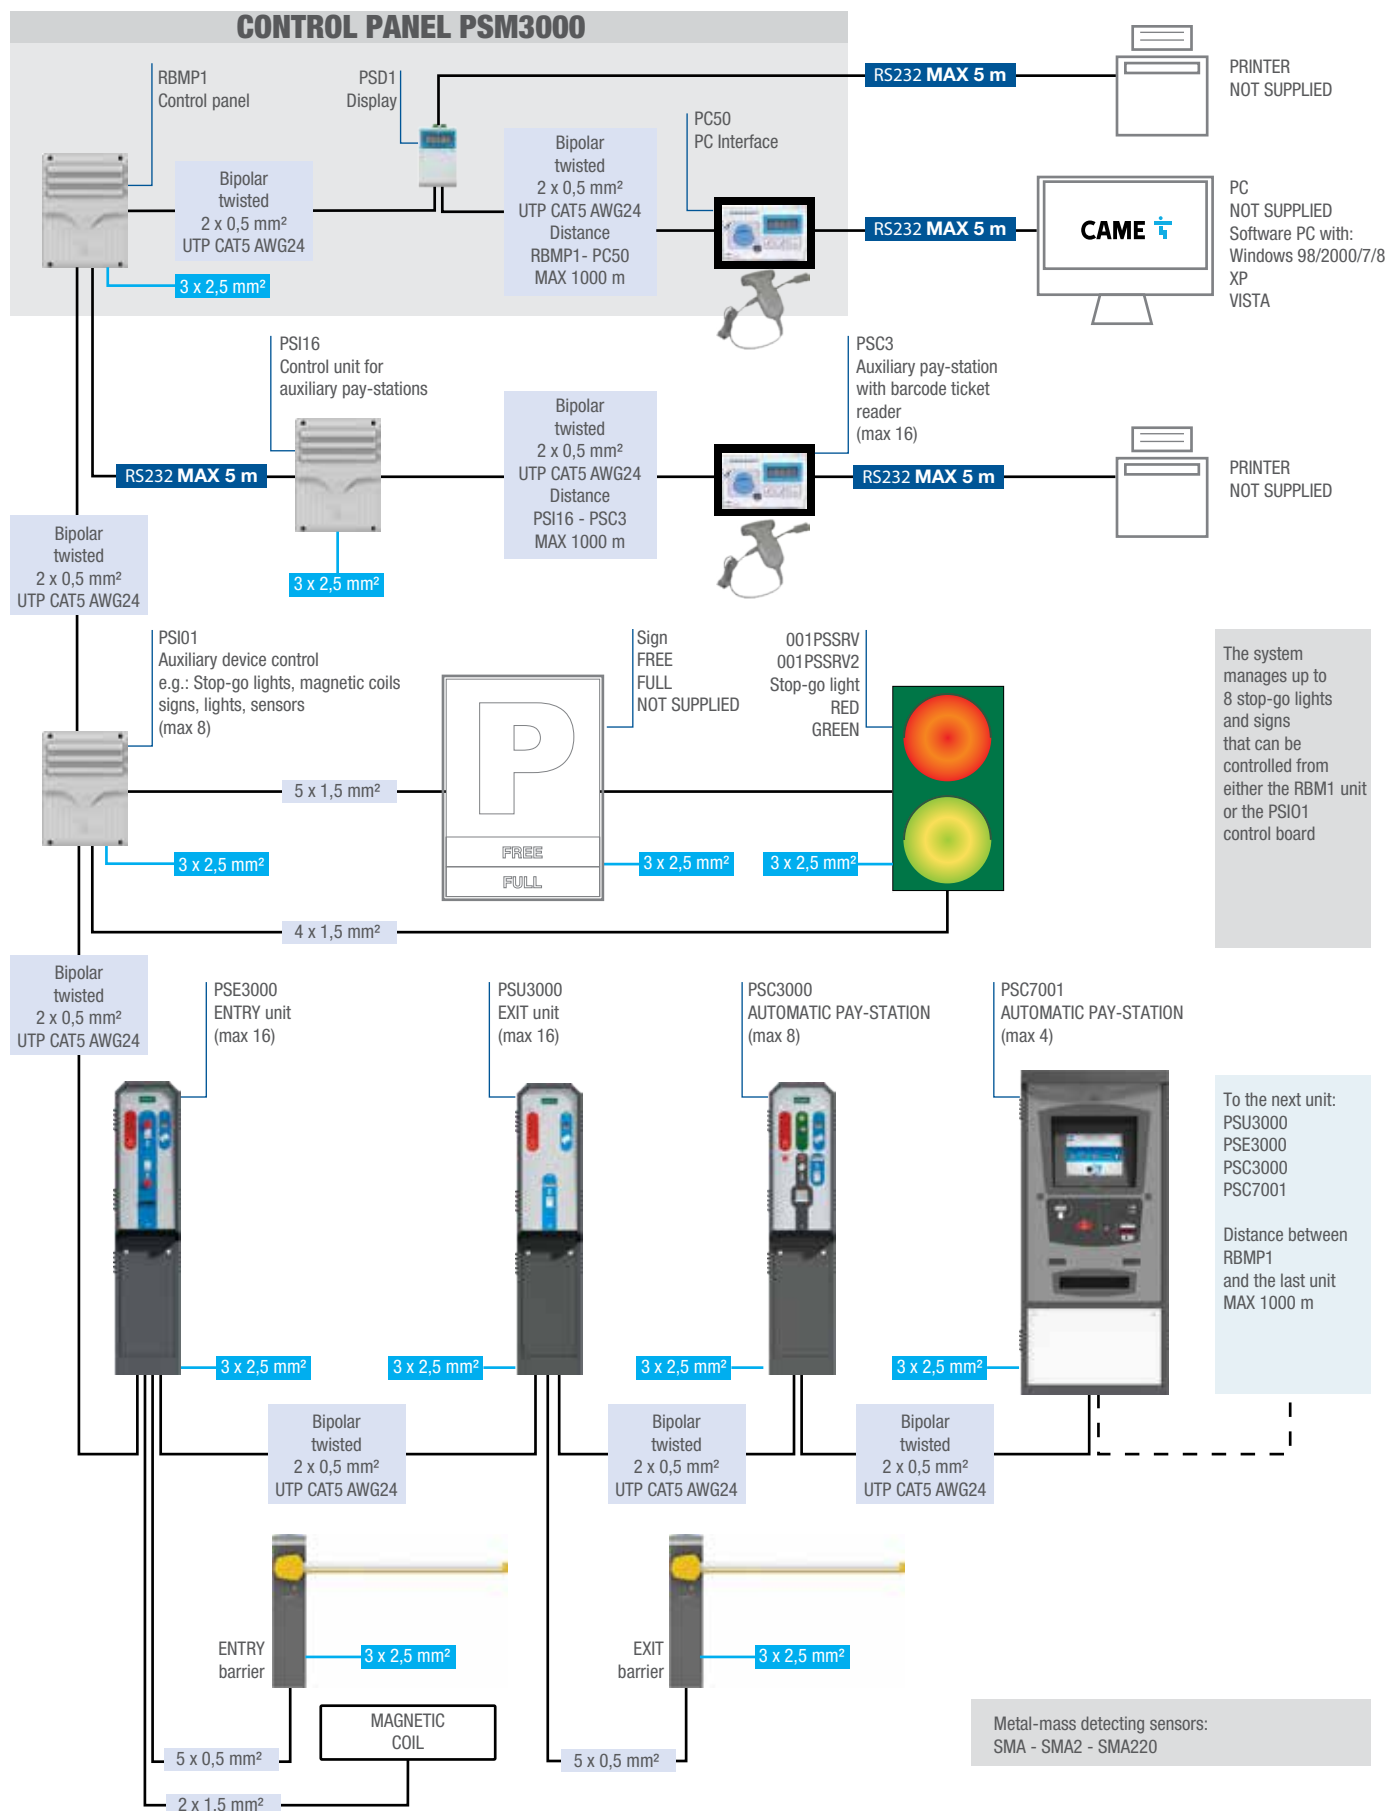 CONTROL PANEL PSM3000
RBMP1
Control panel
PSD1
Display
RS232 MAX 5 m
PRINTER
NOT SUPPLIED
PC50
PC Interface
Bipolar
twisted
2 x 0,5 mm²
UTP CAT5 AWG24
Bipolar
twisted
2 x 0,5 mm²
UTP CAT5 AWG24
Distance
RBMP1- PC50
MAX 1000 m
RS232 MAX 5 m
CAME
PC
NOT SUPPLIED
Software PC with:
Windows 98/2000/7/8
XP
VISTA
3 x 2,5 mm²
PSI16
Control unit for
auxiliary pay-stations
PSC3
Auxiliary pay-station
with barcode ticket
reader
(max 16)
Bipolar
twisted
2 x 0,5 mm²
UTP CAT5 AWG24
Distance
PSI16 - PSC3
MAX 1000 m
RS232 MAX 5 m
RS232 MAX 5 m
PRINTER
NOT SUPPLIED
3 x 2,5 mm²
Bipolar
twisted
2 x 0,5 mm²
UTP CAT5 AWG24
PSI01
Auxiliary device control
e.g.: Stop-go lights, magnetic coils
signs, lights, sensors
(max 8)
Sign
FREE
FULL
NOT SUPPLIED
001PSSRV
001PSSRV2
Stop-go light
RED
GREEN
The system
manages up to
8 stop-go lights
and signs
that can be
controlled from
either the RBM1 unit
or the PSIO1
control board
P
FREE
FULL
5 x 1,5 mm²
3 x 2,5 mm²
3 x 2,5 mm²
3 x 2,5 mm²
4 x 1,5 mm²
Bipolar
twisted
2 x 0,5 mm²
UTP CAT5 AWG24
PSE3000
ENTRY unit
(max 16)
PSU3000
EXIT unit
(max 16)
PSC3000
AUTOMATIC PAY-STATION
(max 8)
PSC7001
AUTOMATIC PAY-STATION
(max 4)
To the next unit:
PSU3000
PSE3000
PSC3000
PSC7001
Distance between
RBMP1
and the last unit
MAX 1000 m
3 x 2,5 mm²
3 x 2,5 mm²
3 x 2,5 mm²
3 x 2,5 mm²
Bipolar
twisted
2 x 0,5 mm²
UTP CAT5 AWG24
Bipolar
twisted
2 x 0,5 mm²
UTP CAT5 AWG24
Bipolar
twisted
2 x 0,5 mm²
UTP CAT5 AWG24
ENTRY
barrier
3 x 2,5 mm²
EXIT
barrier
3 x 2,5 mm²
MAGNETIC
COIL
5 x 0,5 mm²
5 x 0,5 mm²
2 x 1,5 mm²
Metal-mass detecting sensors:
SMA - SMA2 - SMA220